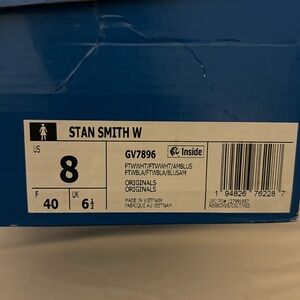 STAN SMITH W
US
8
F
40
UK
6½
GV7896
Inside
FTWWHT/FTWWHT/AMBLUS
FTWBLA/FTWBLA/BLUSAM
ORIGINALS
ORIGINALS
MADE IN VIETNAM
FABRIQUÉ AU VIETNAM
1 94826 76228 7